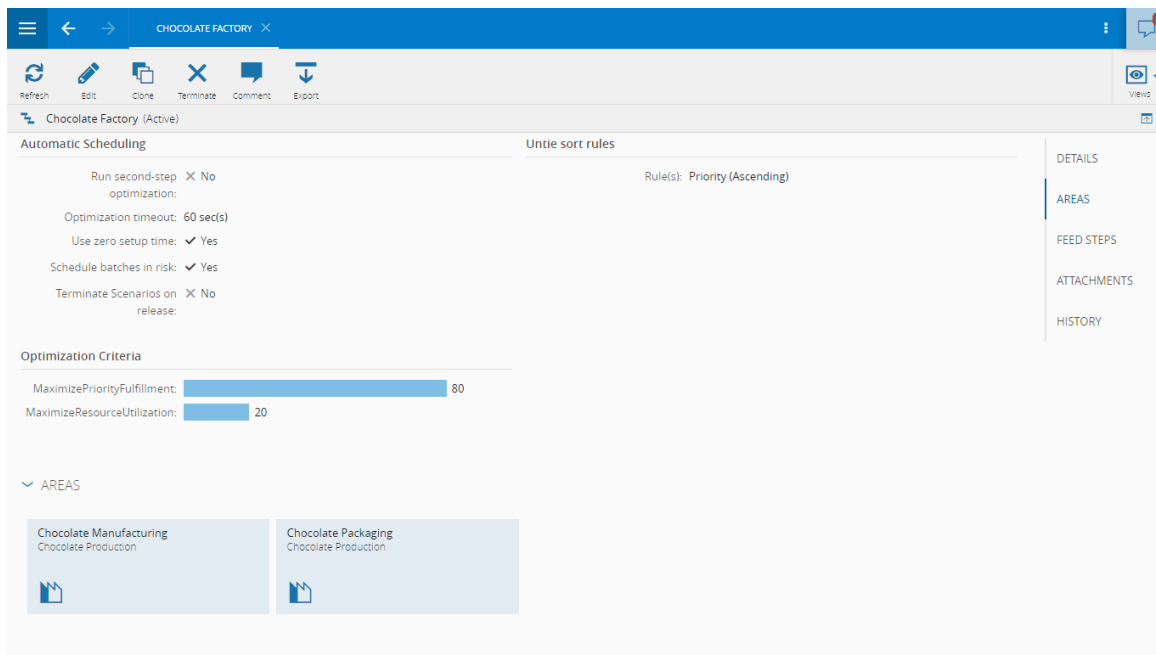 CHOCOLATE FACTORY
Refresh
Edit
Clone
Terminate
Comment
Export
Views
Chocolate Factory (Active)
Automatic Scheduling
Run second-step optimization: No
Optimization timeout: 60 sec(s)
Use zero setup time: Yes
Schedule batches in risk: Yes
Terminate Scenarios on release: No
Untie sort rules
Rule(s): Priority (Ascending)
DETAILS
AREAS
FEED STEPS
ATTACHMENTS
HISTORY
Optimization Criteria
MaximizePriorityFulfillment: 80
MaximizeResourceUtilization: 20
AREAS
Chocolate Manufacturing
Chocolate Production
Chocolate Packaging
Chocolate Production